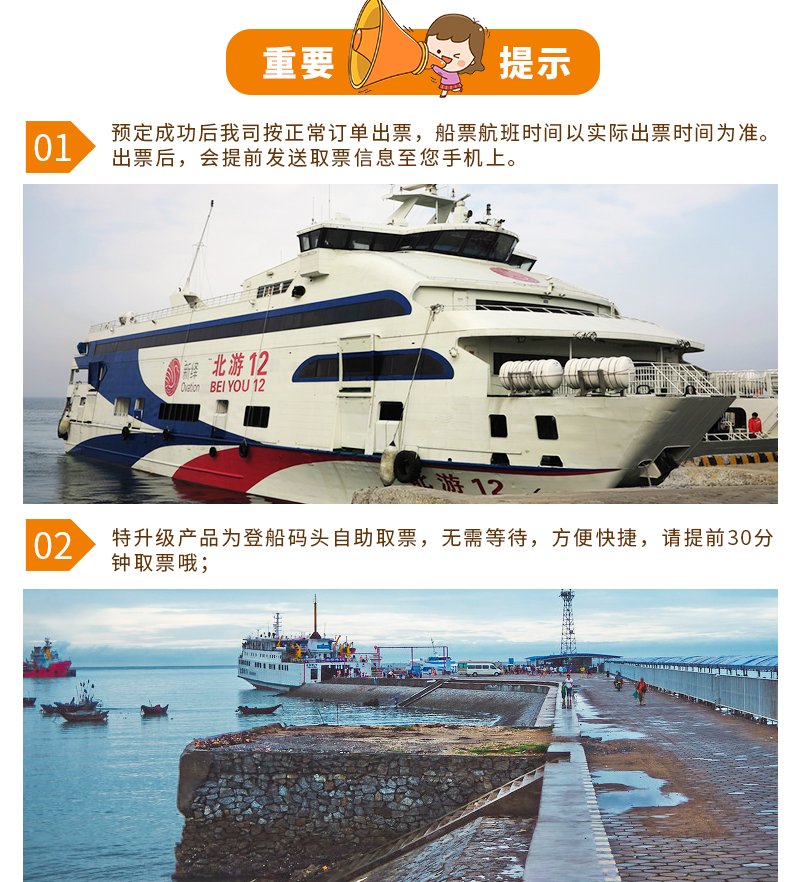 重要 提示
01
预定成功后我司按正常订单出票，船票航班时间以实际出票时间为准。
出票后，会提前发送取票信息至您手机上。
新绎
Ovation
北游12
BEI YOU 12
北游12
02
特升级产品为登船码头自助取票，无需等待，方便快捷，请提前30分
钟取票哦；